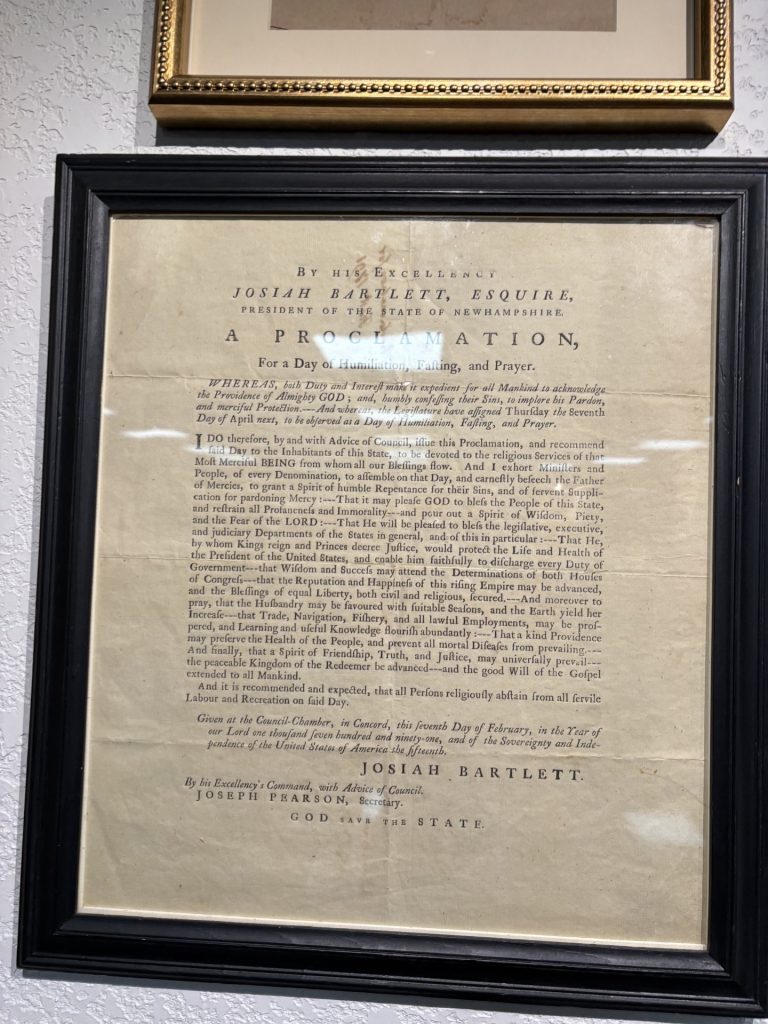 BY HIS EXCELLENCY
JOSIAH BARTLETT, ESQUIRE,
PRESIDENT OF THE STATE OF NEWHAMPSHIRE.
A PROCLAMATION,
For a Day of Humiliation, Faſting, and Prayer.
WHEREAS, both Duty and Intereſt make it expedient for all Mankind to acknowledge
the Providence of Almighty GOD; and, humbly confeſſing their Sins, to implore his Pardon,
and merciful Protection.---And whereas, the Legiſlature have aſſigned Thurſday the Seventh
Day of April next, to be obſerved as a Day of Humiliation, Faſting, and Prayer.
I DO therefore, by and with Advice of Council, iſſue this Proclamation, and recommend
ſaid Day to the Inhabitants of this State, to be devoted to the religious Services of that
Moſt Merciful BEING from whom all our Bleſſings flow. And I exhort Miniſters and
People, of every Denomination, to aſſemble on that Day, and earneſtly beſeech the Father
of Mercies, to grant a Spirit of humble Repentance for their Sins, and of fervent Suppli-
cation for pardoning Mercy:---That it may pleaſe GOD to bleſs the People of this State,
and reſtrain all Profaneneſs and Immorality---and pour out a Spirit of Wiſdom, Piety,
and the Fear of the LORD:---That He will be pleaſed to bleſs the legiſlative, executive,
and judiciary Departments of the States in general, and of this in particular:---That He,
by whom Kings reign and Princes decree Juſtice, would protect the Life and Health of
the Preſident of the United States, and enable him faithfully to diſcharge every Duty of
Government---that Wiſdom and Succeſs may attend the Determinations of both Houſes
of Congreſs---that the Reputation and Happineſs of this riſing Empire may be advanced,
and the Bleſſings of equal Liberty, both civil and religious, ſecured.---And moreover to
pray, that the Huſbandry may be favoured with ſuitable Seaſons, and the Earth yield her
Increaſe---that Trade, Navigation, Fiſhery, and all lawful Employments, may be proſ-
pered, and Learning and uſeful Knowledge flouriſh abundantly:---That a kind Providence
may preſerve the Health of the People, and prevent all mortal Diſeaſes from prevailing.---
And finally, that a Spirit of Friendſhip, Truth, and Juſtice, may univerſally prevail---
the peaceable Kingdom of the Redeemer be advanced---and the good Will of the Goſpel
extended to all Mankind.
And it is recommended and expected, that all Perſons religiouſly abſtain from all ſervile
Labour and Recreation on ſaid Day.
Given at the Council-Chamber, in Concord, this ſeventh Day of February, in the Year of
our Lord one thouſand ſeven hundred and ninety-one, and of the Sovereignty and Inde-
pendence of the United States of America the fifteenth.
JOSIAH BARTLETT.
By his Excellency's Command, with Advice of Council.
JOSEPH PEARSON, Secretary.
GOD SAVE THE STATE.